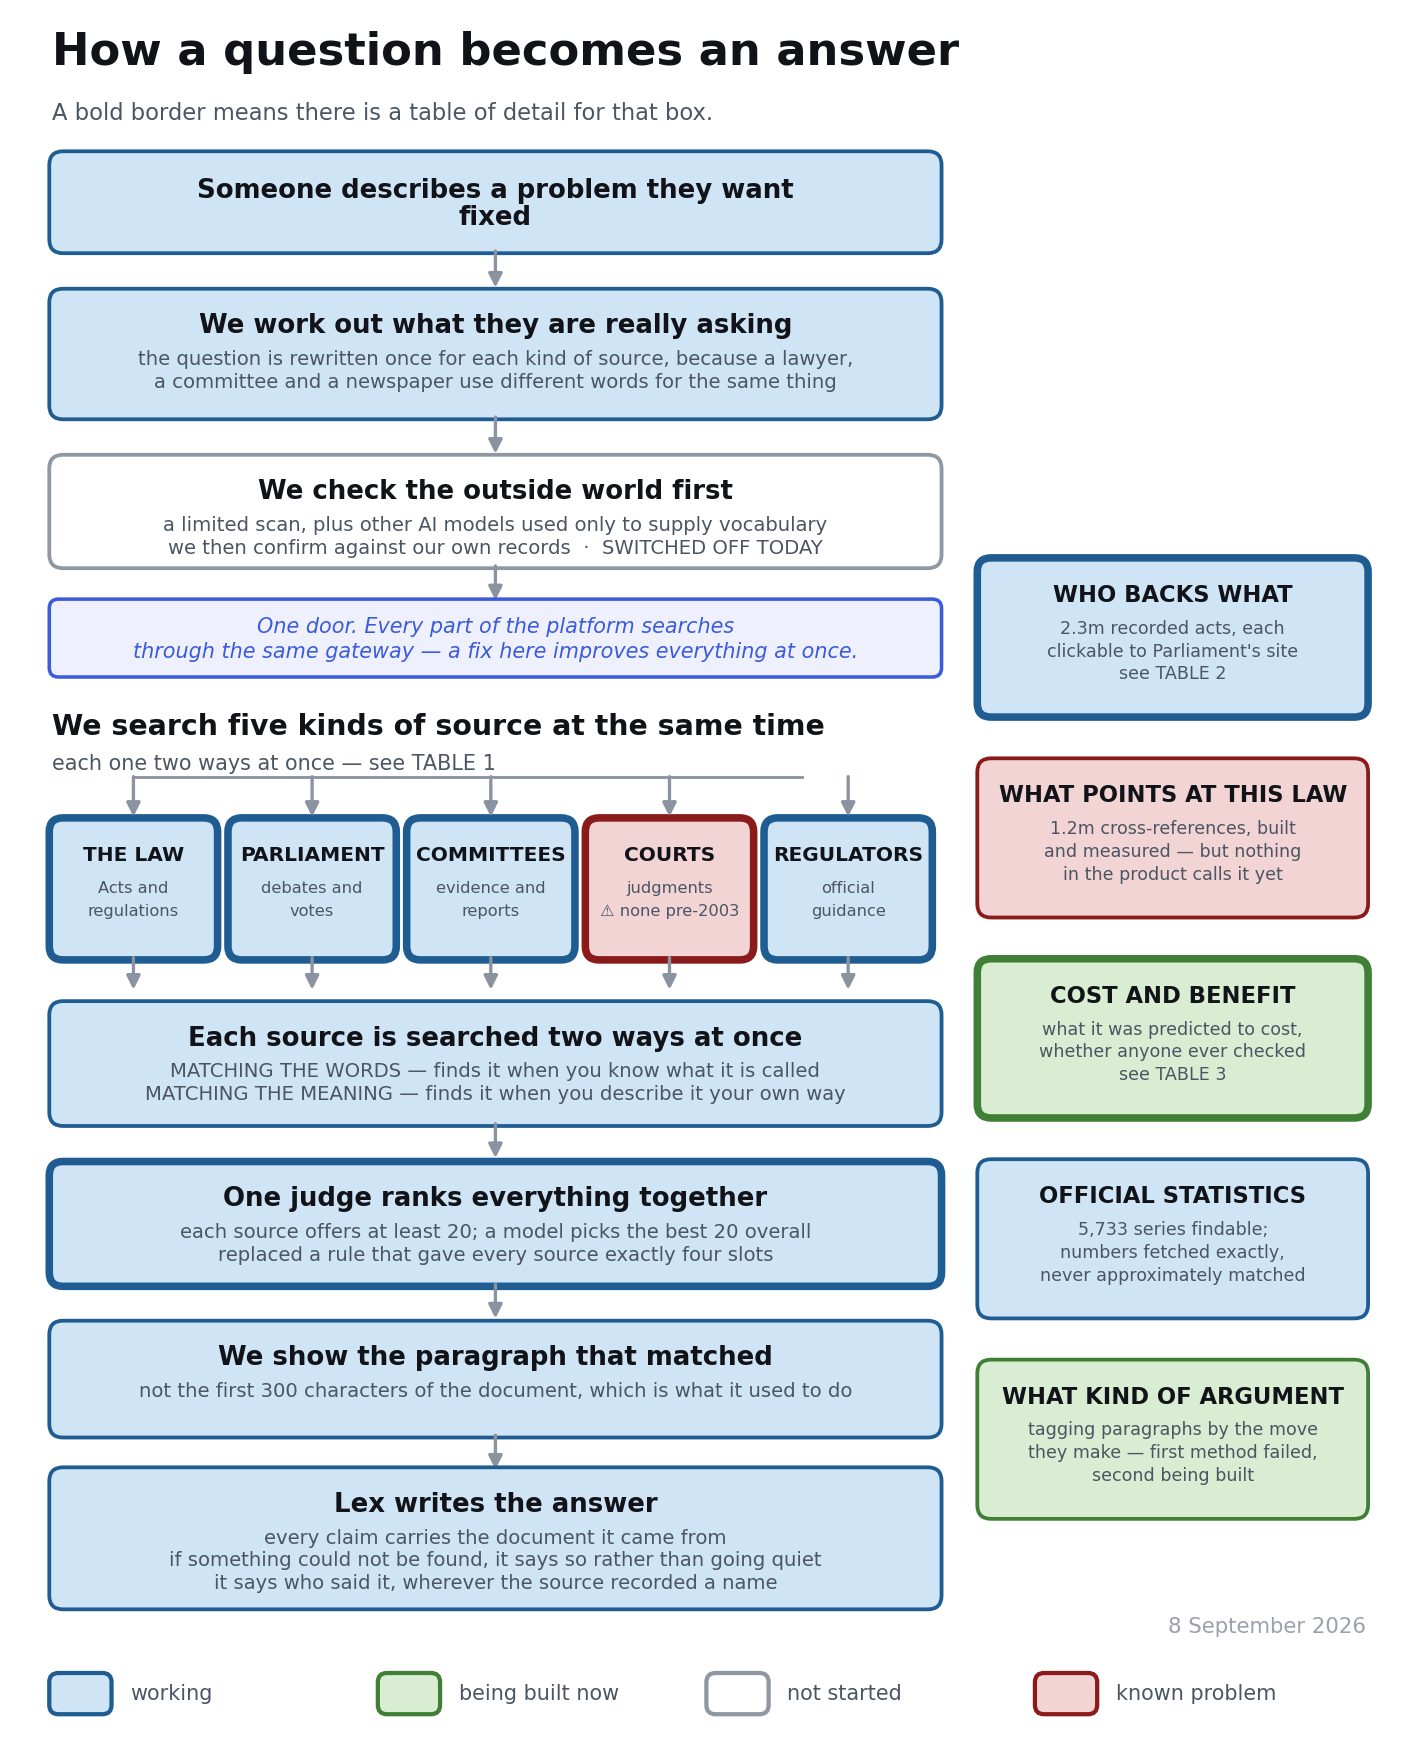 How a question becomes an answer
A bold border means there is a table of detail for that box.
Someone describes a problem they want
fixed
We work out what they are really asking
the question is rewritten once for each kind of source, because a lawyer,
a committee and a newspaper use different words for the same thing
We check the outside world first
a limited scan, plus other AI models used only to supply vocabulary
we then confirm against our own records · SWITCHED OFF TODAY
One door. Every part of the platform searches
through the same gateway — a fix here improves everything at once.
We search five kinds of source at the same time
each one two ways at once — see TABLE 1
THE LAW
Acts and
regulations
PARLIAMENT
debates and
votes
COMMITTEES
evidence and
reports
COURTS
judgments
⚠ none pre-2003
REGULATORS
official
guidance
Each source is searched two ways at once
MATCHING THE WORDS — finds it when you know what it is called
MATCHING THE MEANING — finds it when you describe it your own way
One judge ranks everything together
each source offers at least 20; a model picks the best 20 overall
replaced a rule that gave every source exactly four slots
We show the paragraph that matched
not the first 300 characters of the document, which is what it used to do
Lex writes the answer
every claim carries the document it came from
if something could not be found, it says so rather than going quiet
it says who said it, wherever the source recorded a name
WHO BACKS WHAT
2.3m recorded acts, each
clickable to Parliament's site
see TABLE 2
WHAT POINTS AT THIS LAW
1.2m cross-references, built
and measured — but nothing
in the product calls it yet
COST AND BENEFIT
what it was predicted to cost,
whether anyone ever checked
see TABLE 3
OFFICIAL STATISTICS
5,733 series findable;
numbers fetched exactly,
never approximately matched
WHAT KIND OF ARGUMENT
tagging paragraphs by the move
they make — first method failed,
second being built
8 September 2026
working
being built now
not started
known problem